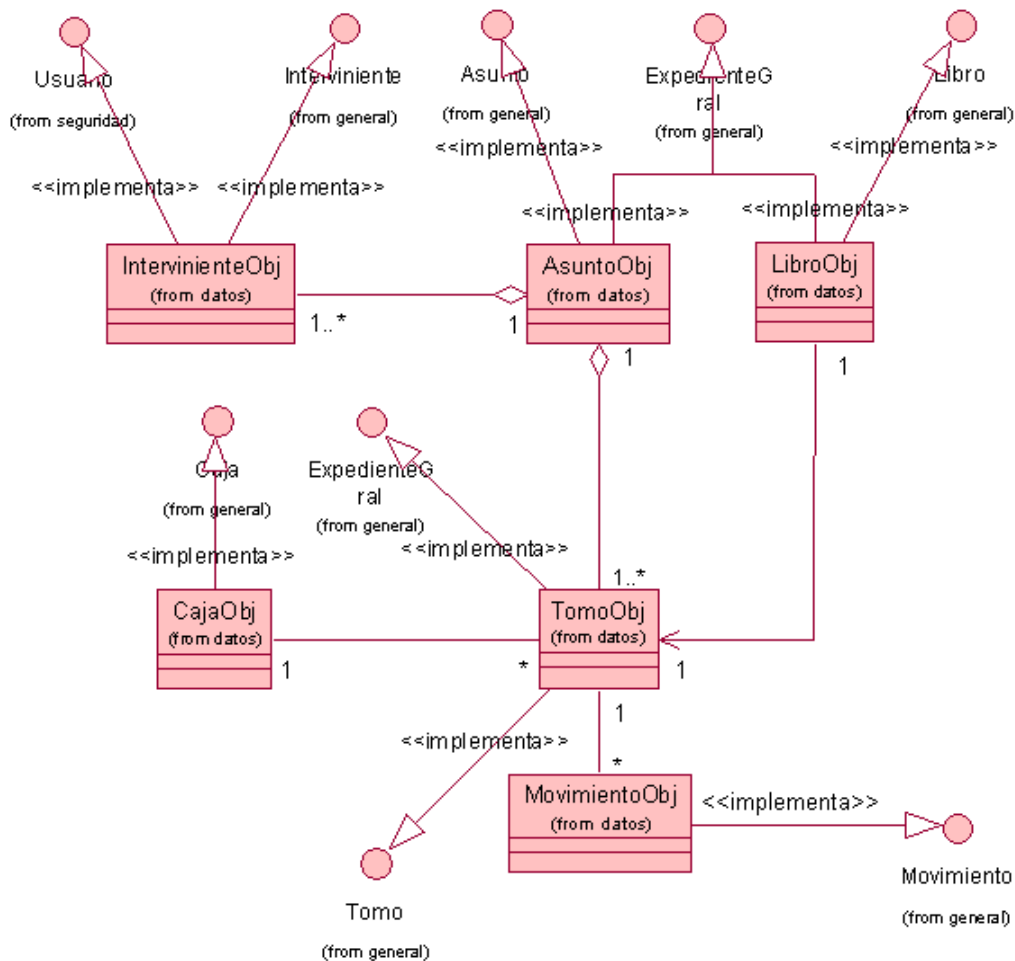 Usuario
(from seguridad)
Interviniente
(from general)
Asunto
(from general)
ExpedienteG
ral
(from general)
Libro
(from general)
<<implementa>>
<<implementa>>
<<implementa>>
<<implementa>>
<<implementa>>
<<implementa>>
IntervinienteObj
(from datos)
AsuntoObj
(from datos)
LibroObj
(from datos)
1..*
1
1
1
Caja
(from general)
ExpedienteG
ral
(from general)
<<implementa>>
<<implementa>>
1..*
CajaObj
(from datos)
TomoObj
(from datos)
1
*
1
1
<<implementa>>
*
MovimientoObj
(from datos)
<<implementa>>
Tomo
(from general)
Movimiento
(from general)